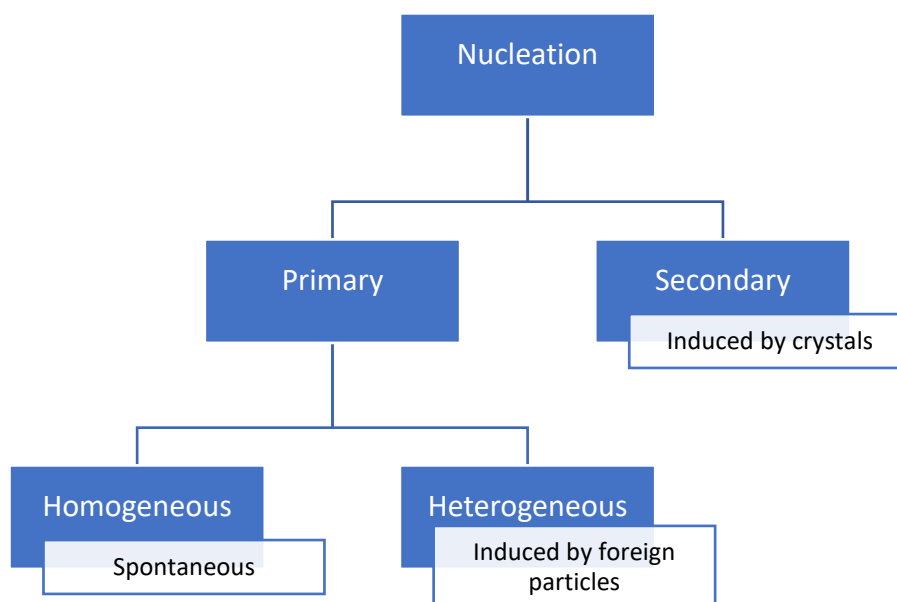 Nucleation
Primary
Secondary
Induced by crystals
Homogeneous
Spontaneous
Heterogeneous
Induced by foreign
particles